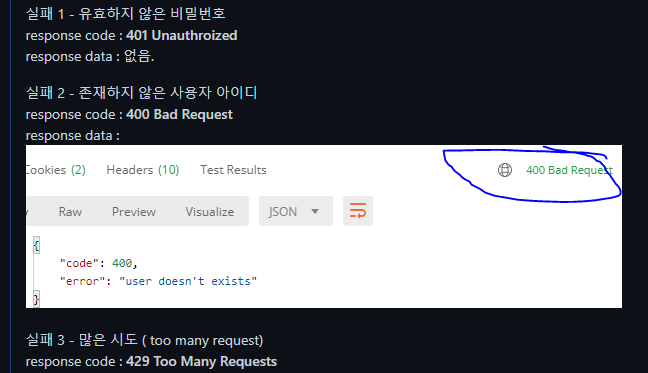 실패 1 - 유효하지 않은 비밀번호
response code : 401 Unauthroized
response data : 없음.
실패 2 - 존재하지 않은 사용자 아이디
response code : 400 Bad Request
response data :
Cookies (2) Headers (10) Test Results 400 Bad Request
y Raw Preview Visualize JSON
{
"code": 400,
"error": "user doesn't exists"
}
실패 3 - 많은 시도 ( too many request)
response code : 429 Too Many Requests